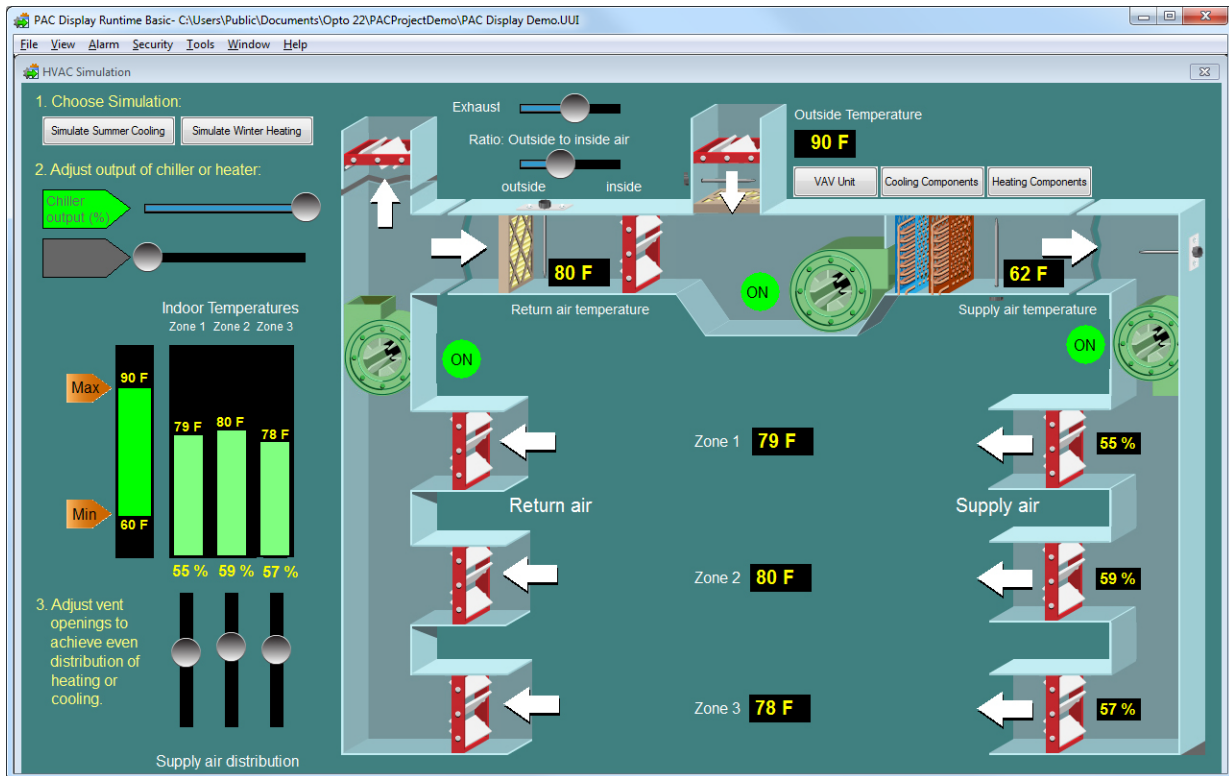 PAC Display Runtime Basic- C:\Users\Public\Documents\Opto 22\PACProjectDemo\PAC Display Demo.UUI
File View Alarm Security Tools Window Help
HVAC Simulation
1. Choose Simulation:
Simulate Summer Cooling
Simulate Winter Heating
2. Adjust output of chiller or heater:
Chiller
output (%)
Exhaust
Ratio: Outside to inside air
outside inside
Outside Temperature
90 F
VAV Unit
Cooling Components
Heating Components
80 F
Return air temperature
ON
62 F
Supply air temperature
ON
ON
Indoor Temperatures
Zone 1 Zone 2 Zone 3
Max
90 F
Min
60 F
79 F 80 F 78 F
55 % 59 % 57 %
3. Adjust vent
openings to
achieve even
distribution of
heating or
cooling.
Supply air distribution
Zone 1 79 F
55 %
Return air
Supply air
Zone 2 80 F
59 %
Zone 3 78 F
57 %